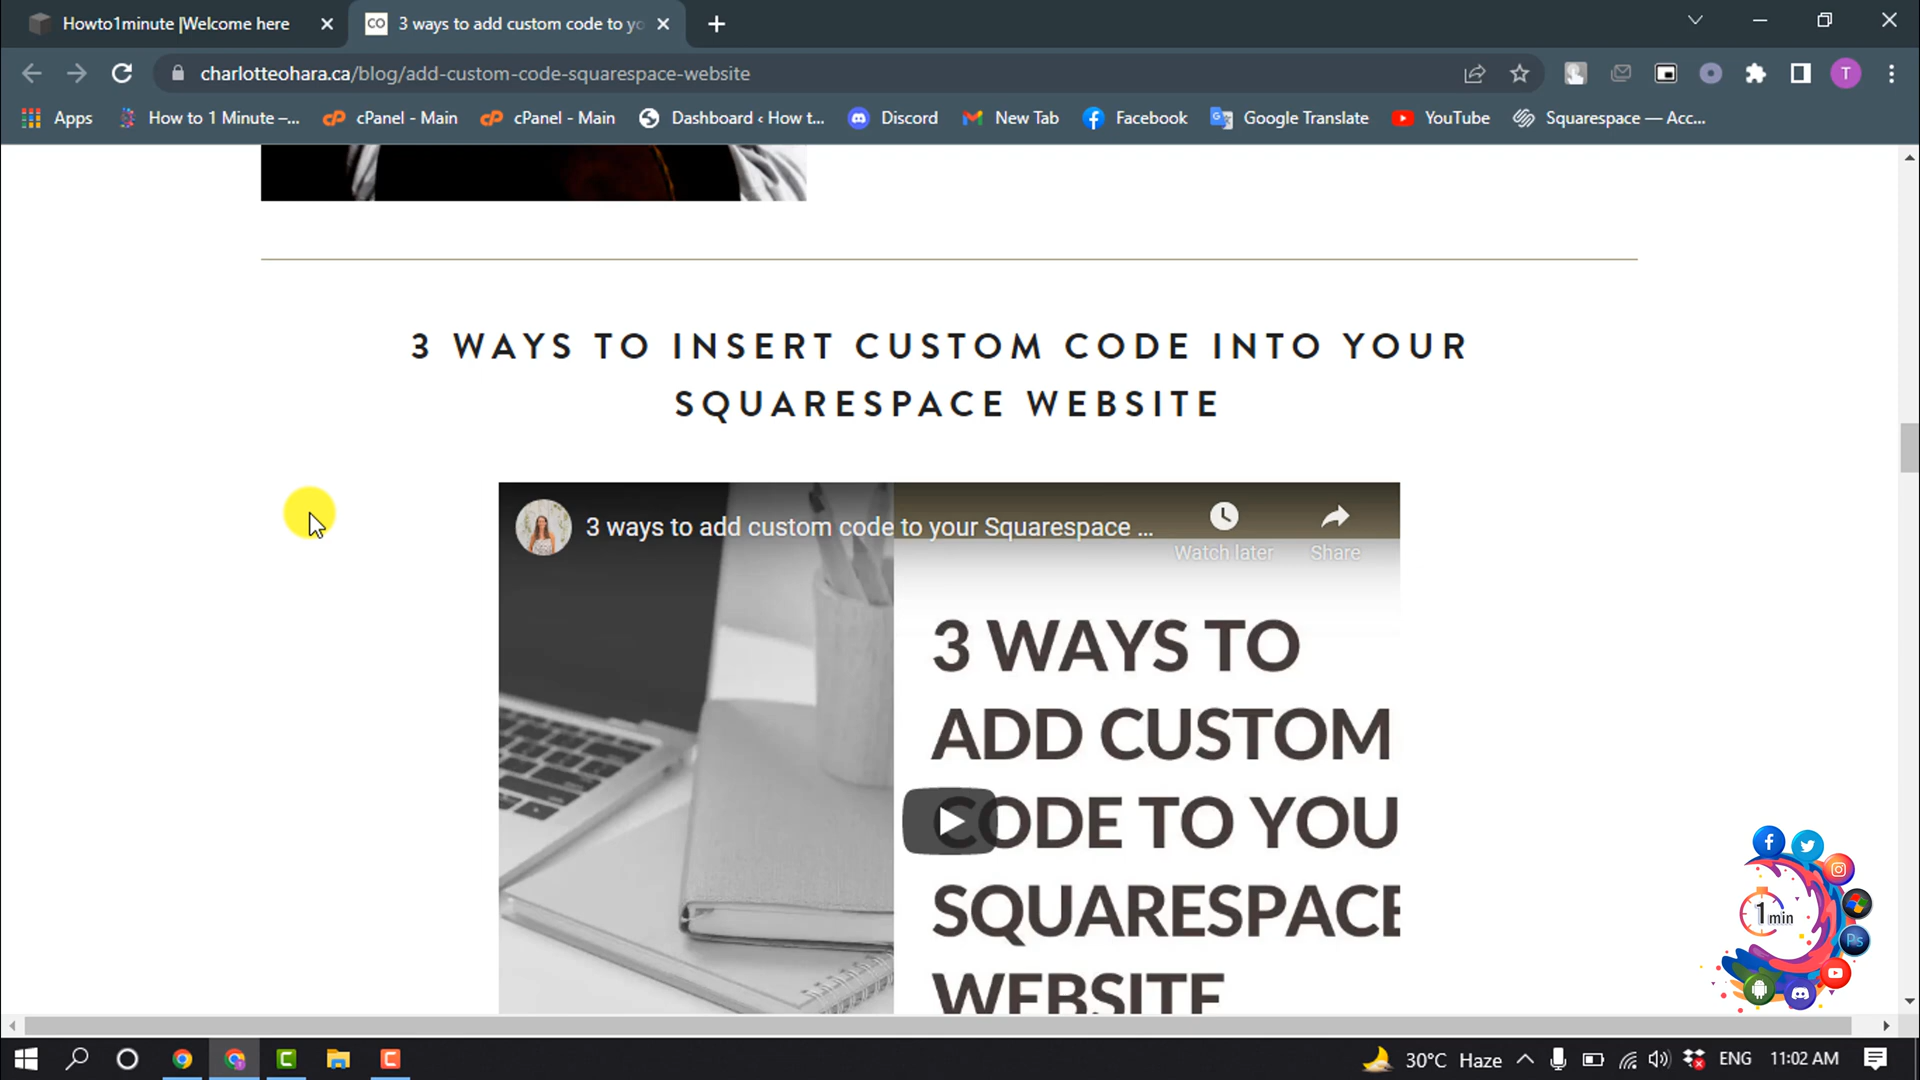 Howto1minute |Welcome here
CO
3 ways to add custom code to yo
charlotteohara.ca/blog/add-custom-code-squarespace-website
T
Apps
How to 1 Minute –...
cP cPanel - Main
cP cPanel - Main
Dashboard ‹ How t...
Discord
New Tab
Facebook
Google Translate
YouTube
Squarespace — Acc...
3 WAYS TO INSERT CUSTOM CODE INTO YOUR
SQUARESPACE WEBSITE
3 ways to add custom code to your Squarespace ...
Watch later
Share
3 WAYS TO
ADD CUSTOM
CODE TO YOU
SQUARESPACE
WEBSITE
1 min
Ps
30°C Haze
ENG
11:02 AM